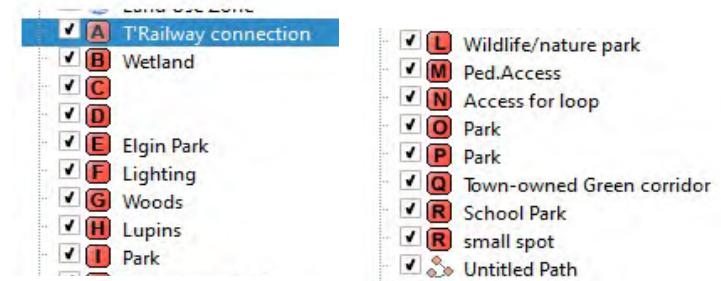 A T'Railway connection
B Wetland
C
D
E Elgin Park
F Lighting
G Woods
H Lupins
I Park
L Wildlife/nature park
M Ped.Access
N Access for loop
O Park
P Park
Q Town-owned Green corridor
R School Park
R small spot
Untitled Path